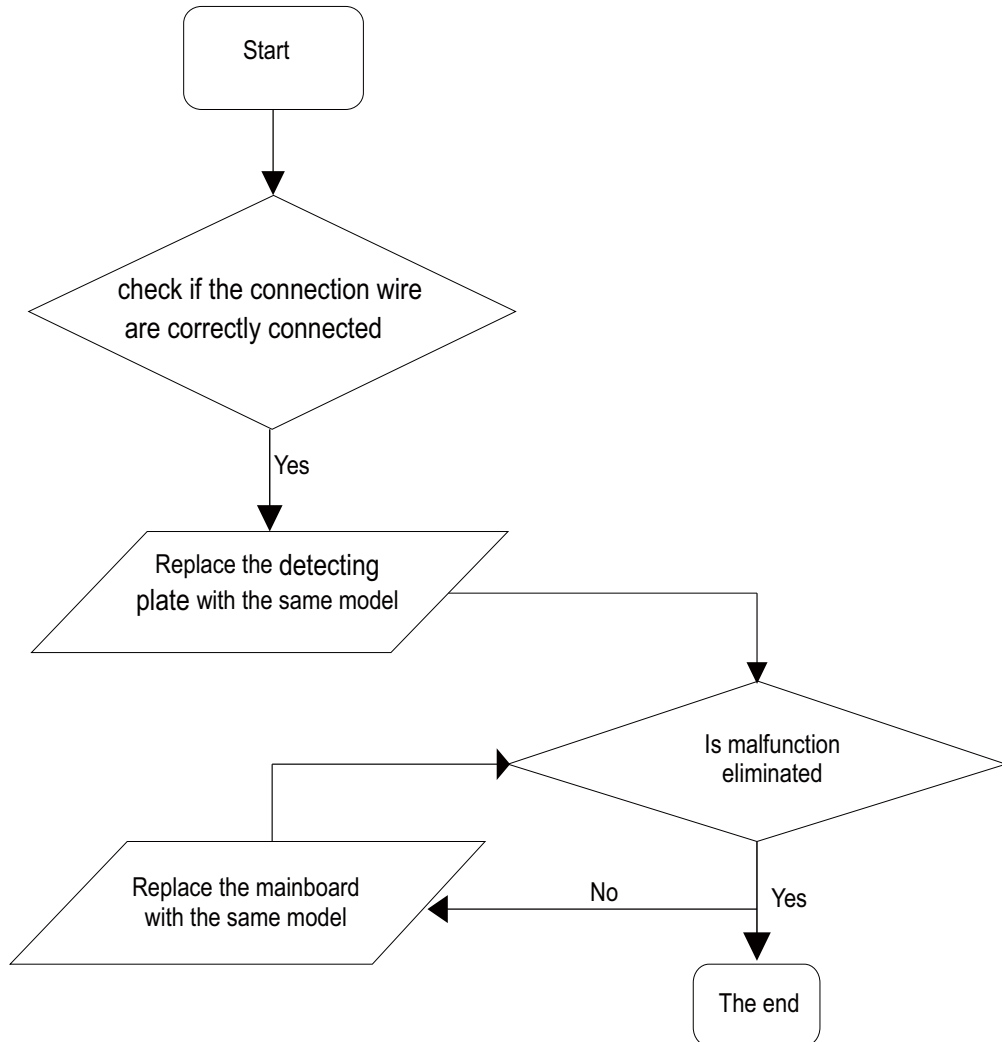 Start
check if the connection wire
are correctly connected
Yes
Replace the detecting
plate with the same model
Is malfunction
eliminated
Replace the mainboard
with the same model
No
Yes
The end